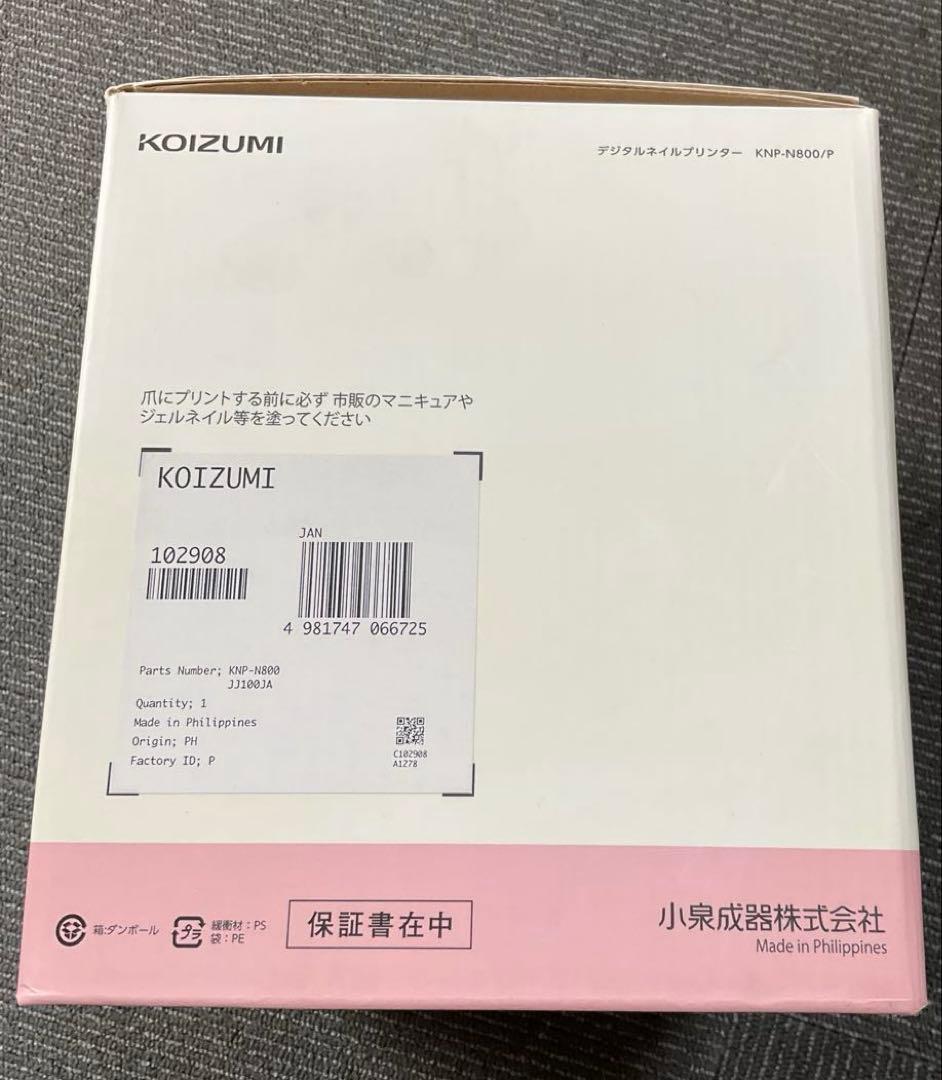 KOIZUMI
デジタルネイルプリンター KNP-N800/P
爪にプリントする前に必ず 市販のマニキュアや
ジェルネイル等を塗ってください
KOIZUMI
JAN
102908
4 981747 066725
Parts Number; KNP-N800
JJ100JA
Quantity; 1
Made in Philippines
Origin; PH
Factory ID; P
C102908
A1278
箱:ダンボール
プラ
緩衝材：PS
袋：PE
保証書在中
小泉成器株式会社
Made in Philippines